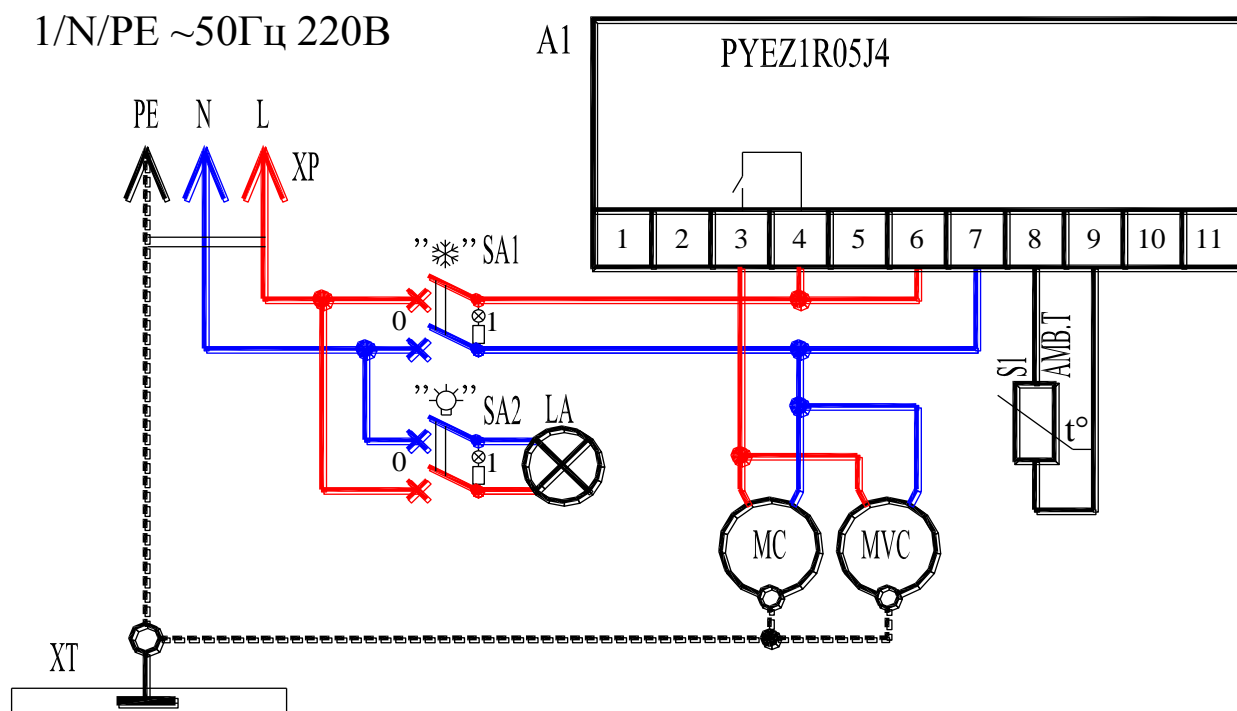 1/N/PE ~50Гц 220В
A1
PYEZ1R05J4
PE N L
XP
1 2 3 4 5 6 7 8 9 10 11
"❄" SA1
0 1
S1
AMB.T
"" SA2 LA
0 1
t°
MC MVC
XT